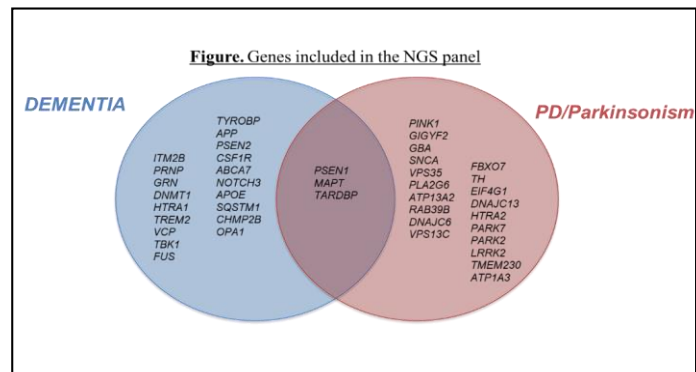 Figure. Genes included in the NGS panel
DEMENTIA
PD/Parkinsonism
ITM2B
PRNP
GRN
DNMT1
HTRA1
TREM2
VCP
TBK1
FUS
TYROBP
APP
PSEN2
CSF1R
ABCA7
NOTCH3
APOE
SQSTM1
CHMP2B
OPA1
PSEN1
MAPT
TARDBP
PINK1
GIGYF2
GBA
SNCA
VPS35
PLA2G6
ATP13A2
RAB39B
DNAJC6
VPS13C
FBXO7
TH
EIF4G1
DNAJC13
HTRA2
PARK7
PARK2
LRRK2
TMEM230
ATP1A3